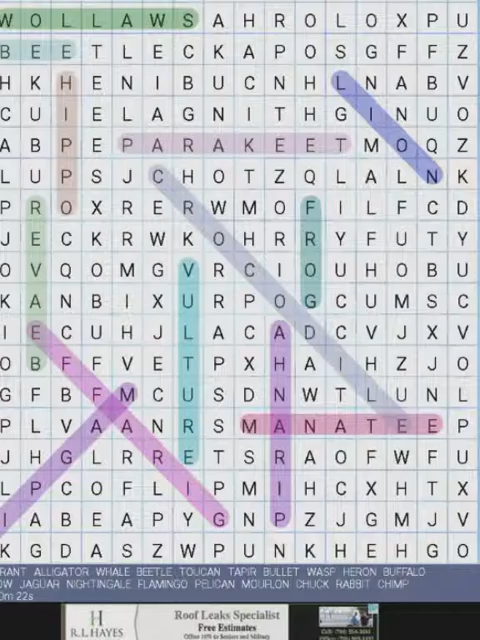 W O L L A W S A H R O L O X P U
B E E T L E C K A P O S G F F Z
H K H E N I B U C N H L N A B V
C U I E L A G N I T H G I N U O
A B P E P A R A K E E T M O Q Z
L U P S J C H O T Z Q L A L N K
P R O X R E R W M O F I L F C D
J E C K R W K O H R R Y F U T Y
O V Q O M G V R C I O U H O B U
K A N B I X U R P O G C U M S C
I E C U H J L A C A D C V J X V
O B F F V E T P X H A I H Z J O
G F B F M C U S D N W T L U N L
P L V A A N R S M A N A T E E P
J H G L R R E T S R A O F W F U
L P C O F L I P M I H C X H T X
I A B E A P Y G N P Z J G M J V
K G D A S Z W P U N K H E H G O
RANT ALLIGATOR WHALE BEETLE TOUCAN TAPIR BULLET WASP HERON BUFFALO
OW JAGUAR NIGHTINGALE FLAMINGO PELICAN MOUFLON CHUCK RABBIT CHIMP
0m 22s
H
R.L.HAYES
Roof Leaks Specialist
Free Estimates